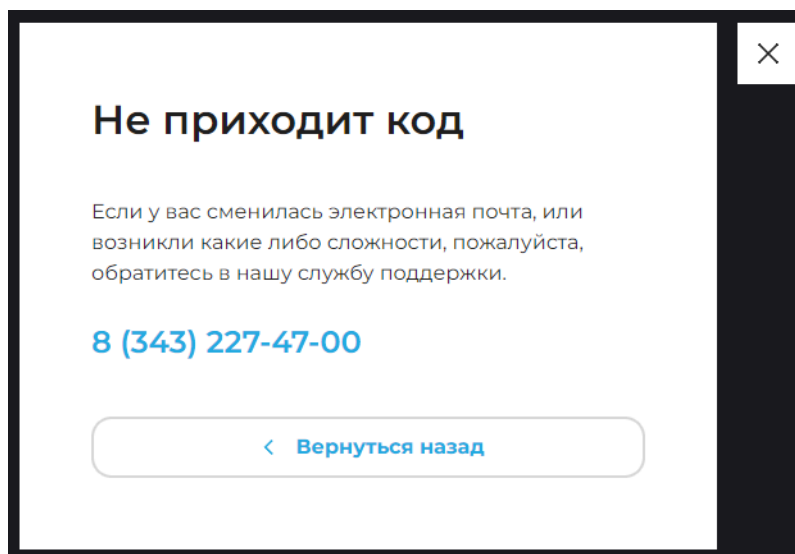 Не приходит код
Если у вас сменилась электронная почта, или
возникли какие либо сложности, пожалуйста,
обратитесь в нашу службу поддержки.
8 (343) 227-47-00
Вернуться назад